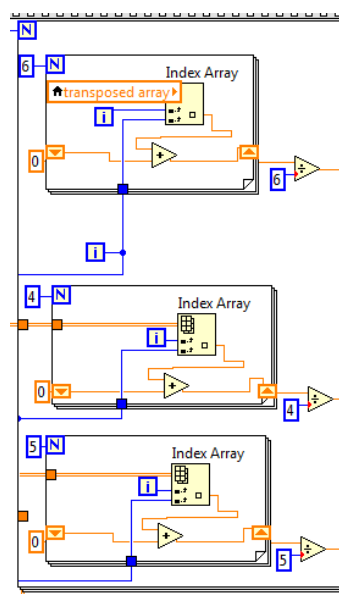 N
6 N
Index Array
transposed array
i
0
+
÷
6
i
4 N
Index Array
i
0
+
÷
4
5 N
Index Array
i
0
+
÷
5